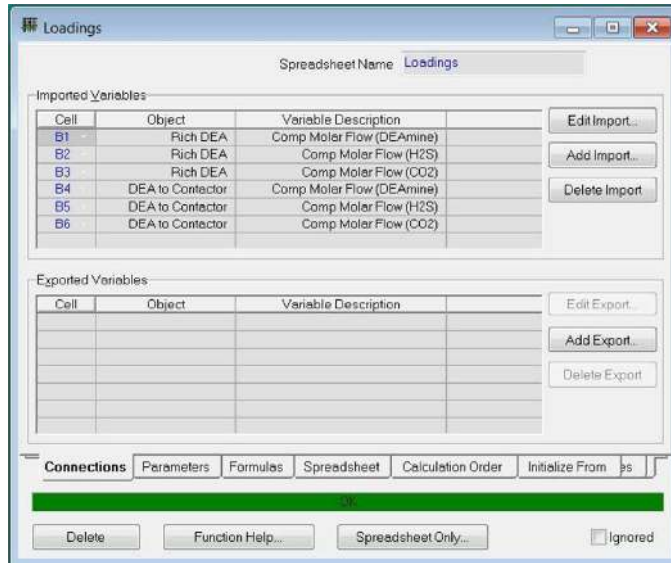 Loadings
Spreadsheet Name Loadings
Imported Variables
Cell Object Variable Description
Edit Import...
B1 Rich DEA Comp Molar Flow (DEAmine)
B2 Rich DEA Comp Molar Flow (H2S)
Add Import...
B3 Rich DEA Comp Molar Flow (CO2)
B4 DEA to Contactor Comp Molar Flow (DEAmine)
Delete Import
B5 DEA to Contactor Comp Molar Flow (H2S)
B6 DEA to Contactor Comp Molar Flow (CO2)
Exported Variables
Cell Object Variable Description
Edit Export...
Add Export...
Delete Export
Connections Parameters Formulas Spreadsheet Calculation Order Initialize From es
OK
Delete Function Help... Spreadsheet Only... Ignored